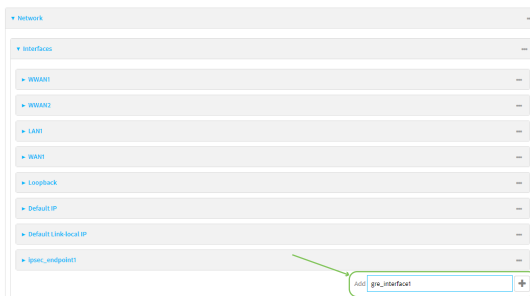 Network
Interfaces
WWAN1
WWAN2
LAN1
WAN1
Loopback
Default IP
Default Link-local IP
ipsec_endpoint1
Add gre_interface1